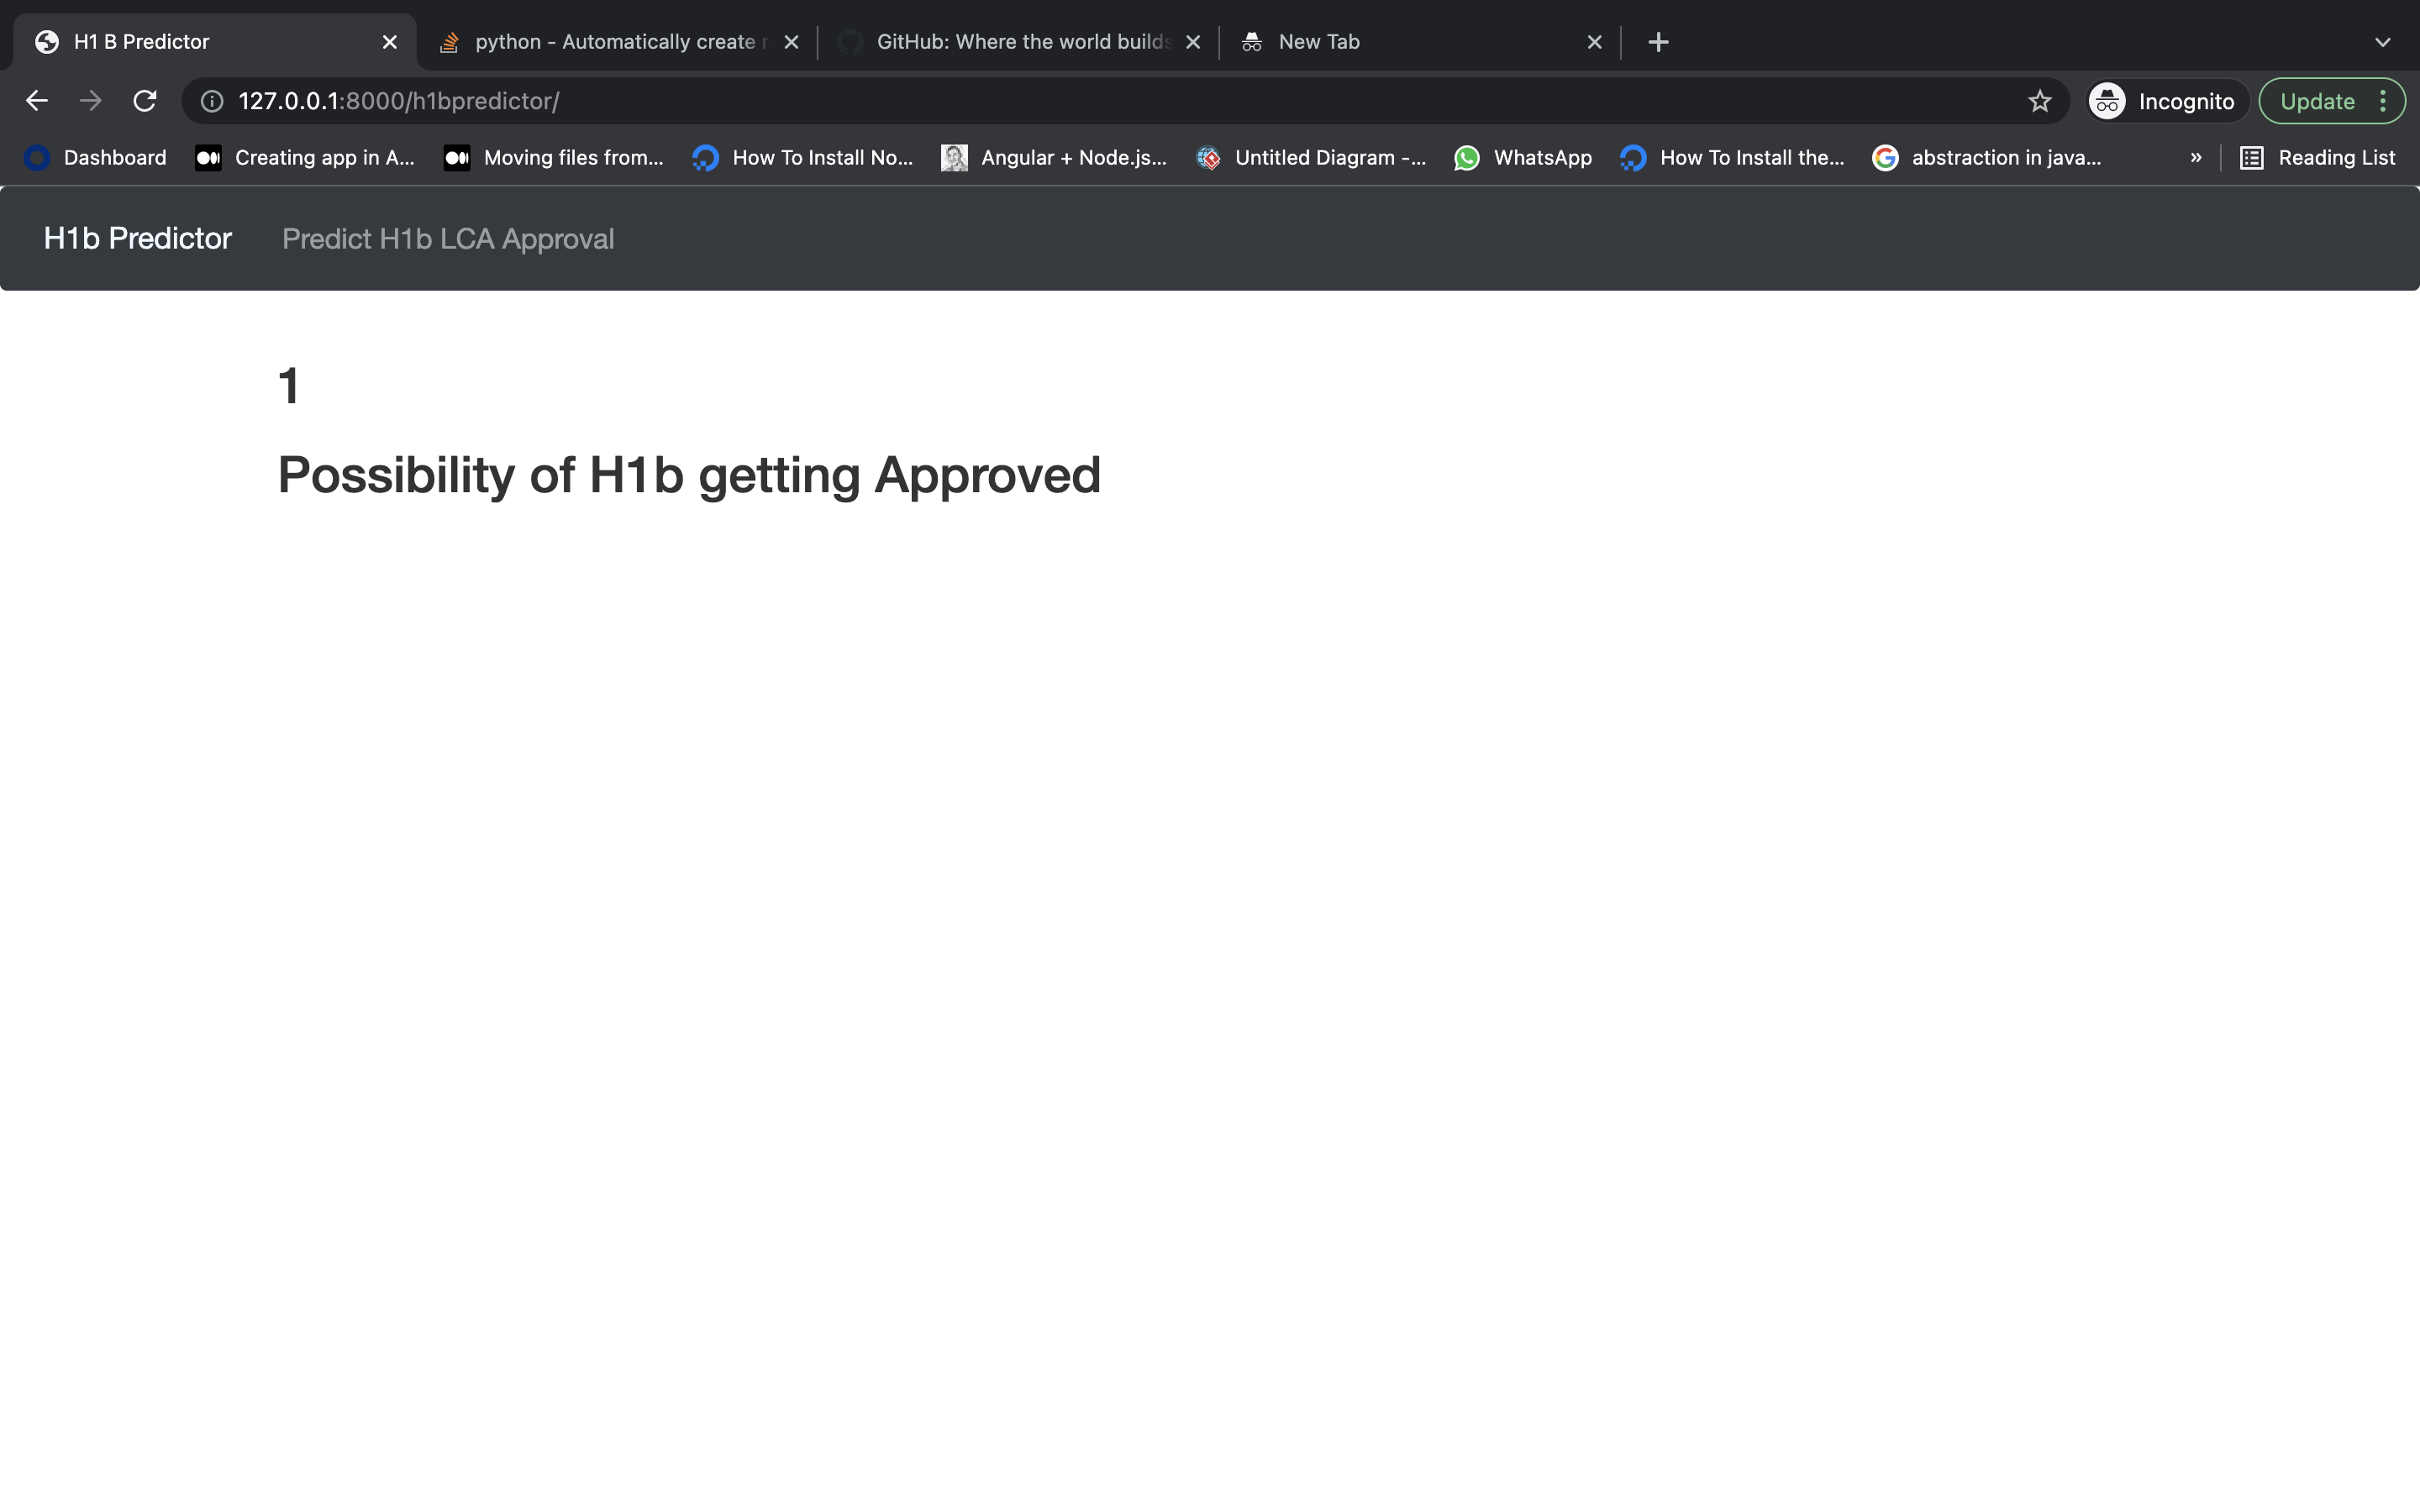 H1 B Predictor
python - Automatically create
GitHub: Where the world builds
New Tab
127.0.0.1:8000/h1bpredictor/
Incognito
Update
Dashboard
Creating app in A...
Moving files from...
How To Install No...
Angular + Node.js...
Untitled Diagram -...
WhatsApp
How To Install the...
abstraction in java...
»
Reading List
H1b Predictor
Predict H1b LCA Approval
1
Possibility of H1b getting Approved